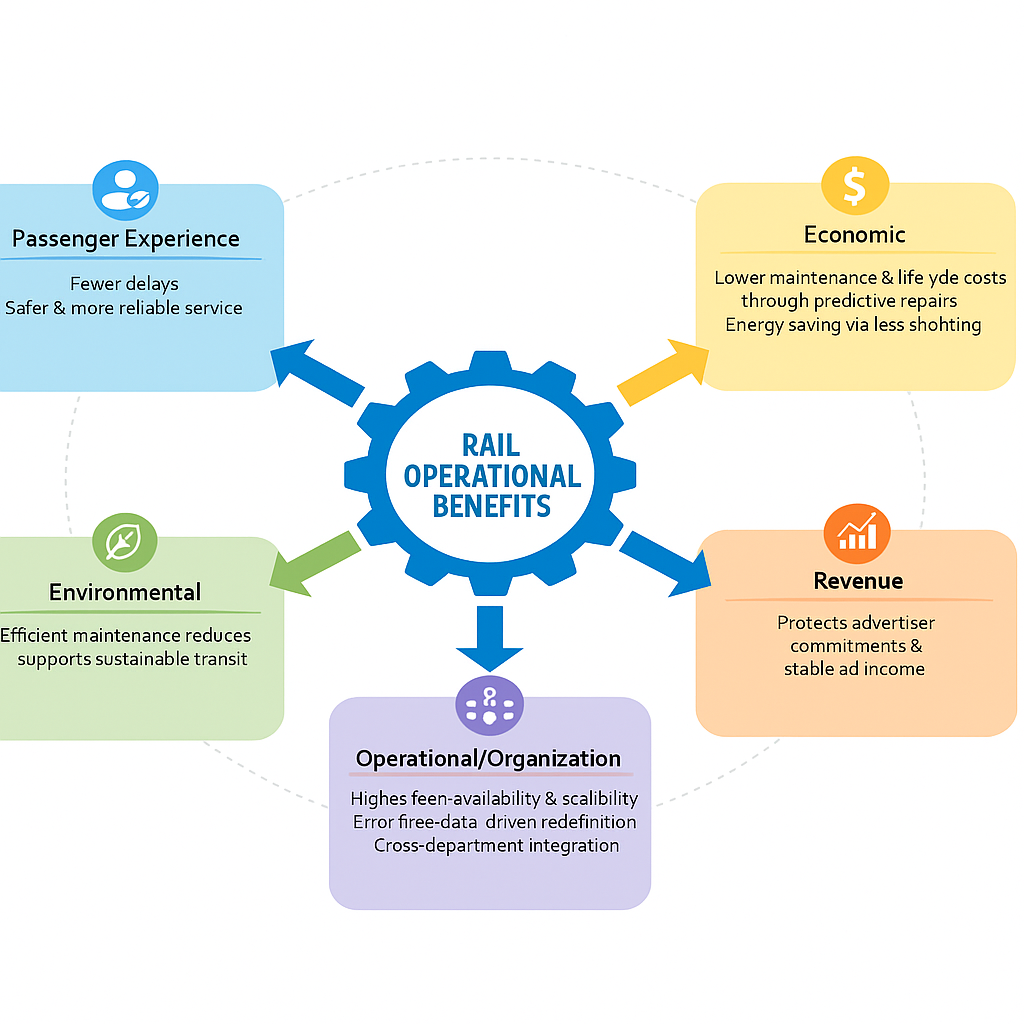 Passenger Experience
Fewer delays
Safer & more reliable service
Economic
Lower maintenance & life yde costs
through predictive repairs
Energy saving via less shohting
RAIL
OPERATIONAL
BENEFITS
Environmental
Efficient maintenance reduces
supports sustainable transit
Revenue
Protects advertiser
commitments &
stable ad income
Operational/Organization
Highes feen-availability & scalibility
Error firee-data driven redefinition
Cross-department integration